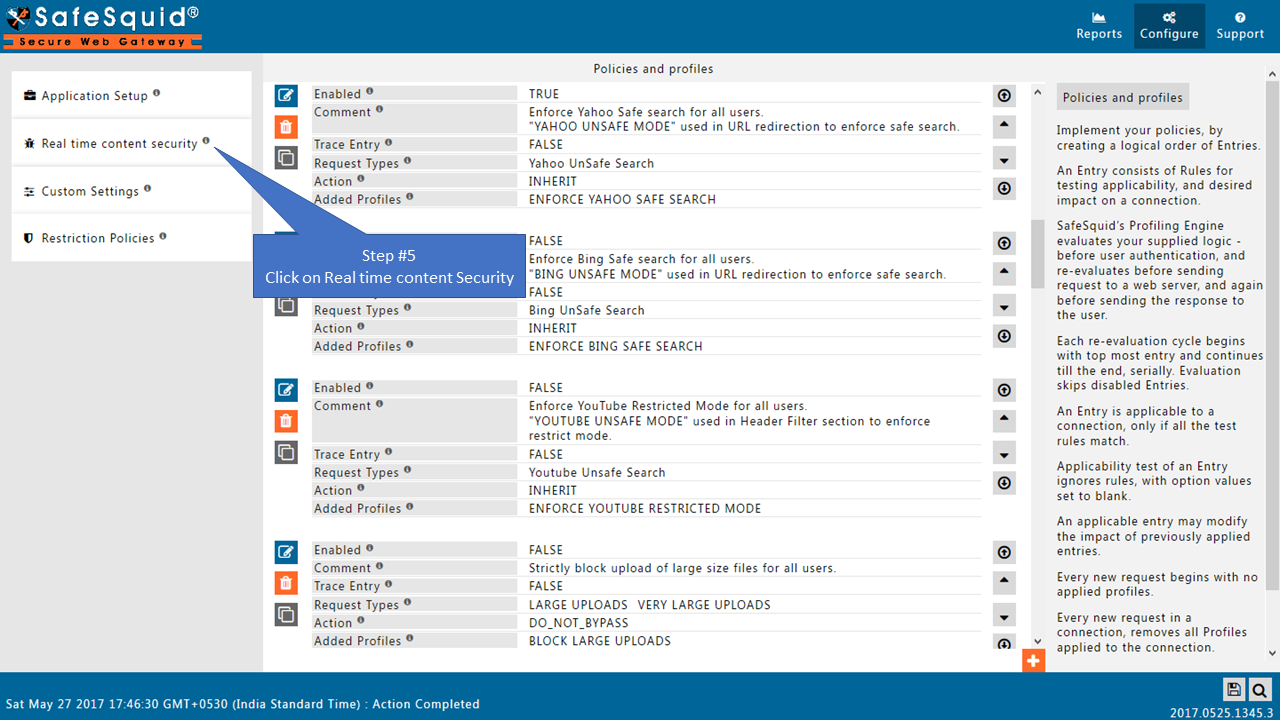 SafeSquid®
Secure Web Gateway
Reports
Configure
Support
Application Setup
Real time content security
Custom Settings
Restriction Policies
Step #5
Click on Real time content Security
Policies and profiles
Enabled TRUE
Comment Enforce Yahoo Safe search for all users.
"YAHOO UNSAFE MODE" used in URL redirection to enforce safe search.
Trace Entry FALSE
Request Types Yahoo UnSafe Search
Action INHERIT
Added Profiles ENFORCE YAHOO SAFE SEARCH
FALSE
Enforce Bing Safe search for all users.
"BING UNSAFE MODE" used in URL redirection to enforce safe search.
FALSE
Request Types Bing UnSafe Search
Action INHERIT
Added Profiles ENFORCE BING SAFE SEARCH
Enabled FALSE
Comment Enforce YouTube Restricted Mode for all users.
"YOUTUBE UNSAFE MODE" used in Header Filter section to enforce
restrict mode.
Trace Entry FALSE
Request Types Youtube Unsafe Search
Action INHERIT
Added Profiles ENFORCE YOUTUBE RESTRICTED MODE
Enabled FALSE
Comment Strictly block upload of large size files for all users.
Trace Entry FALSE
Request Types LARGE UPLOADS VERY LARGE UPLOADS
Action DO_NOT_BYPASS
Added Profiles BLOCK LARGE UPLOADS
Policies and profiles
Implement your policies, by
creating a logical order of Entries.
An Entry consists of Rules for
testing applicability, and desired
impact on a connection.
SafeSquid's Profiling Engine
evaluates your supplied logic -
before user authentication, and
re-evaluates before sending
request to a web server, and again
before sending the response to
the user.
Each re-evaluation cycle begins
with top most entry and continues
till the end, serially. Evaluation
skips disabled Entries.
An Entry is applicable to a
connection, only if all the test
rules match.
Applicability test of an Entry
ignores rules, with option values
set to blank.
An applicable entry may modify
the impact of previously applied
entries.
Every new request begins with no
applied profiles.
Every new request in a
connection, removes all Profiles
applied to the connection.
Sat May 27 2017 17:46:30 GMT+0530 (India Standard Time) : Action Completed
2017.0525.1345.3